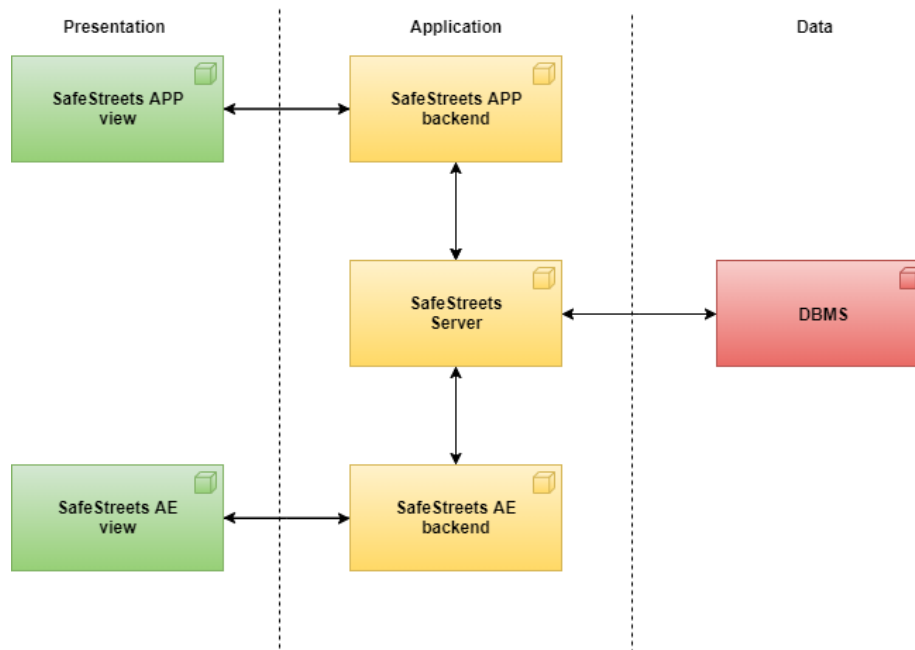 Presentation
Application
Data
SafeStreets APP
view
SafeStreets APP
backend
SafeStreets
Server
DBMS
SafeStreets AE
view
SafeStreets AE
backend